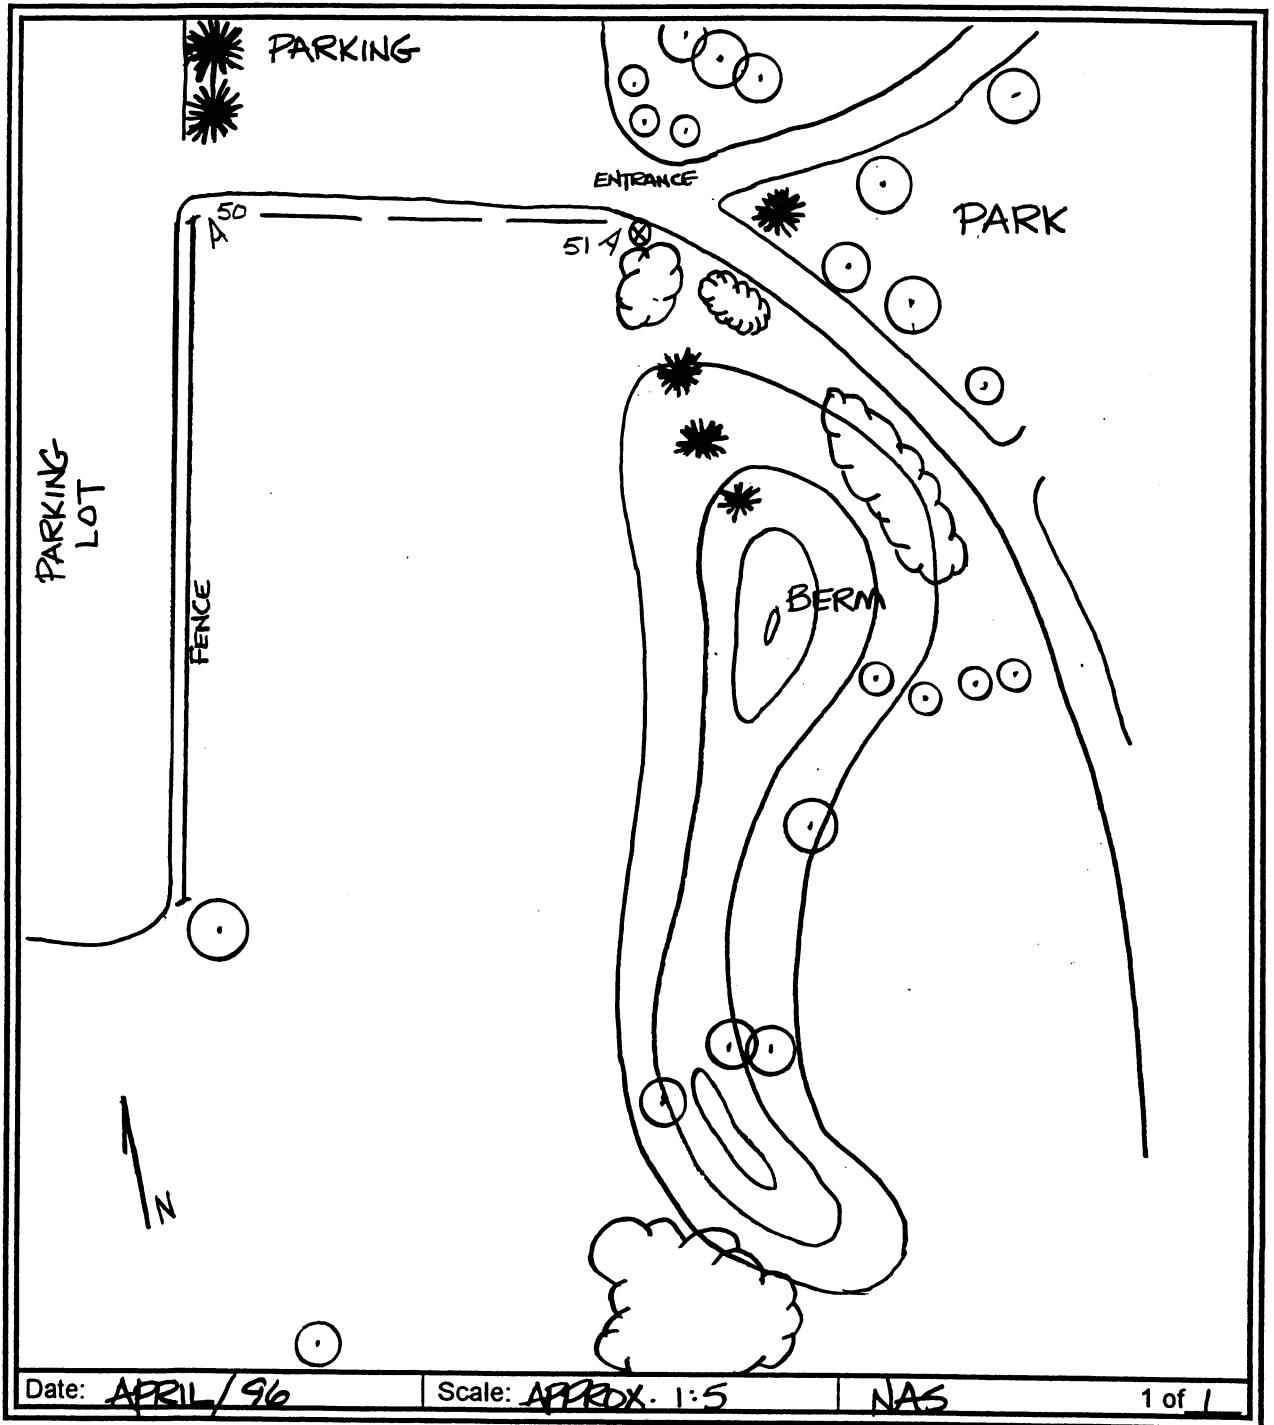 PARKING
ENTRANCE
50
51
PARK
PARKING
LOT
FENCE
BERM
N
Date: APRIL/96
Scale: APPROX. 1:5
NAS
1 of 1